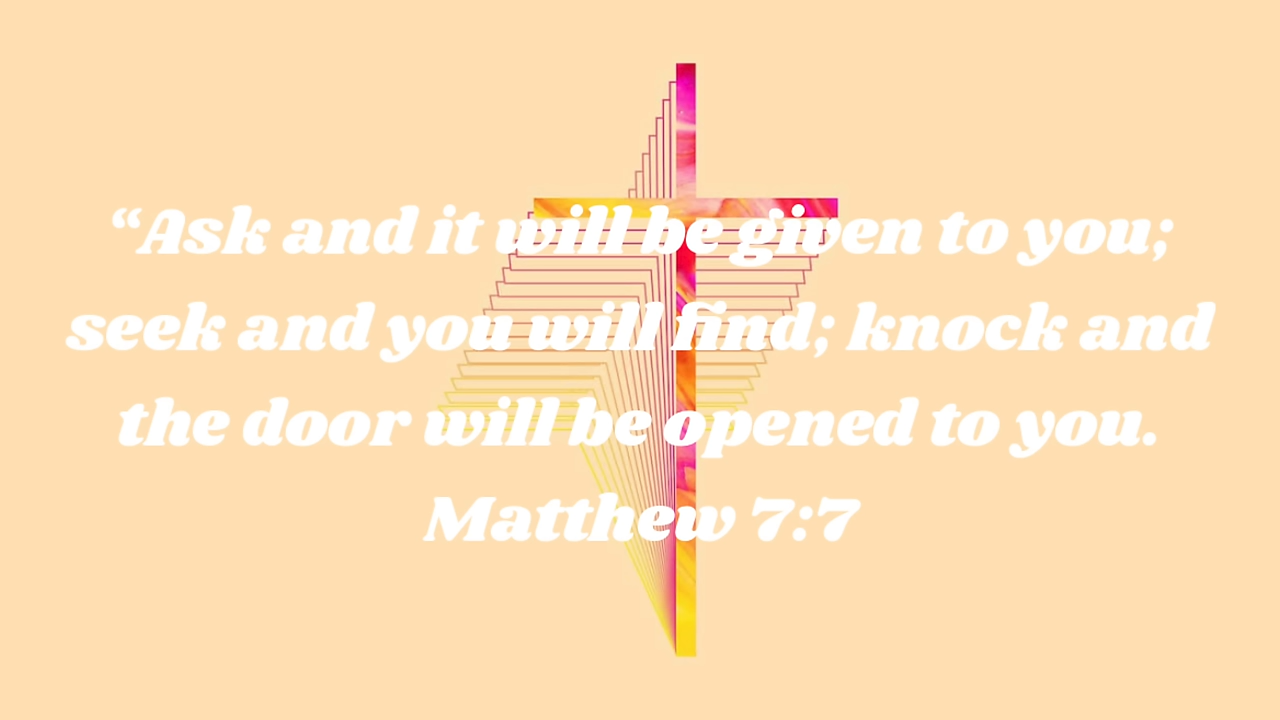 “Ask and it will be given to you;
seek and you will find; knock and
the door will be opened to you.
Matthew 7:7